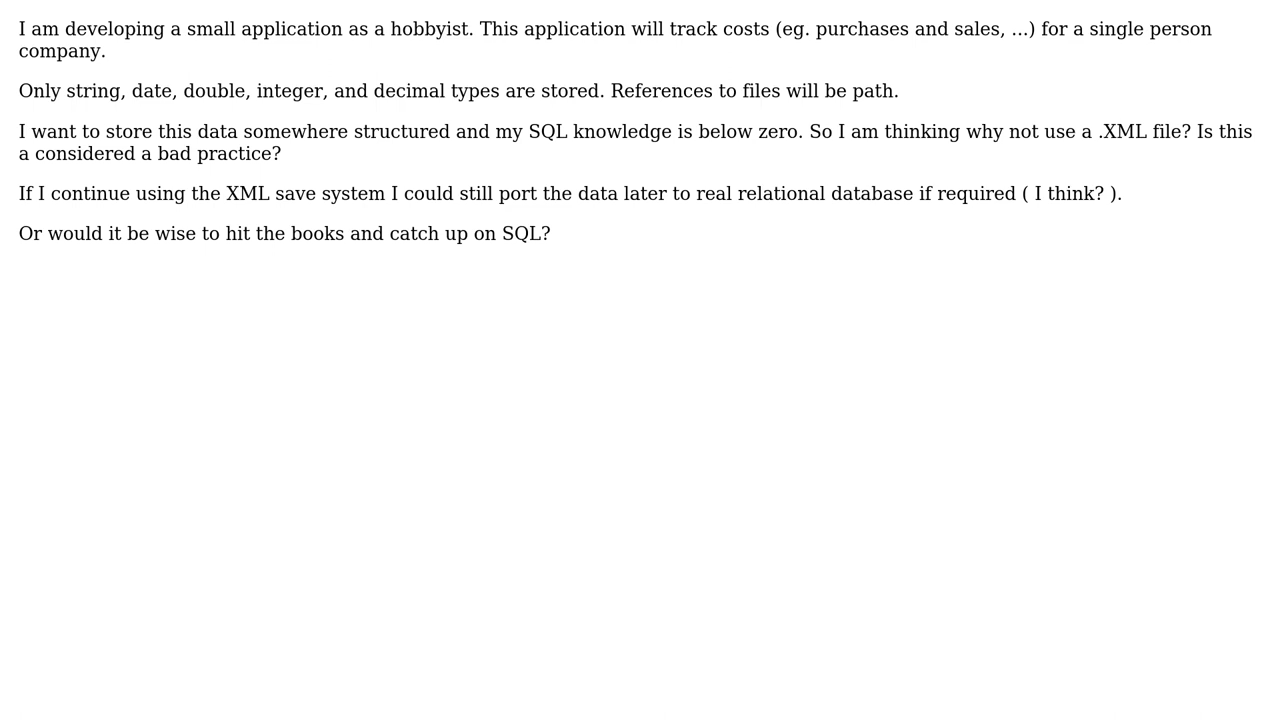 I am developing a small application as a hobbyist. This application will track costs (eg. purchases and sales, ...) for a single person
company.
Only string, date, double, integer, and decimal types are stored. References to files will be path.
I want to store this data somewhere structured and my SQL knowledge is below zero. So I am thinking why not use a .XML file? Is this
a considered a bad practice?
If I continue using the XML save system I could still port the data later to real relational database if required ( I think? ).
Or would it be wise to hit the books and catch up on SQL?